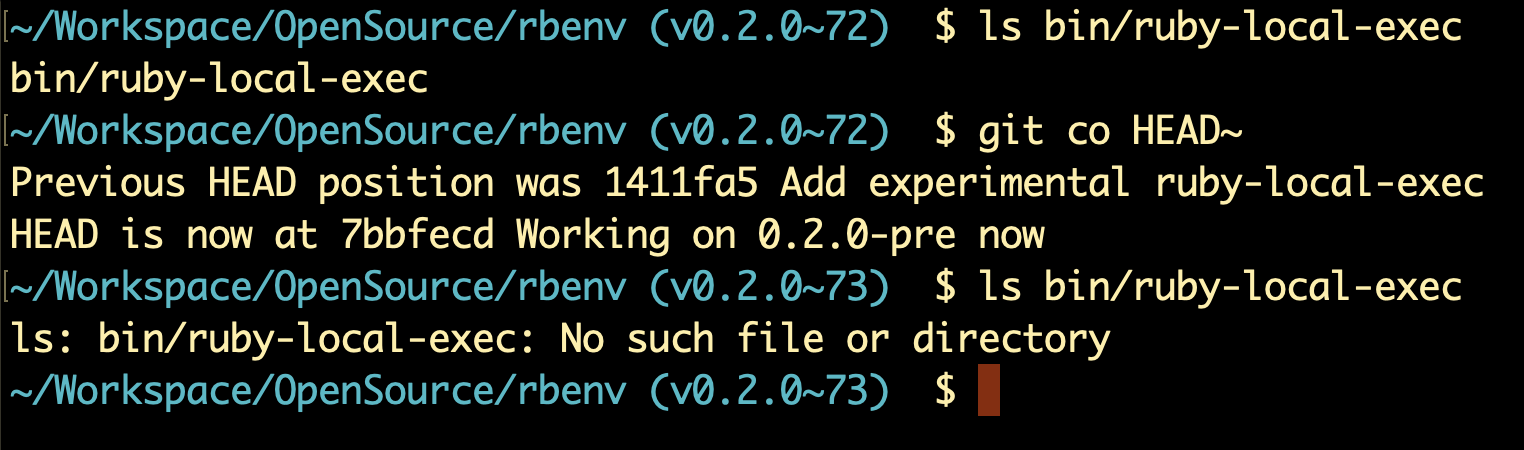 [~/Workspace/OpenSource/rbenv (v0.2.0~72)  $ ls bin/ruby-local-exec
bin/ruby-local-exec
[~/Workspace/OpenSource/rbenv (v0.2.0~72)  $ git co HEAD~
Previous HEAD position was 1411fa5 Add experimental ruby-local-exec
HEAD is now at 7bbfecd Working on 0.2.0-pre now
[~/Workspace/OpenSource/rbenv (v0.2.0~73)  $ ls bin/ruby-local-exec
ls: bin/ruby-local-exec: No such file or directory
~/Workspace/OpenSource/rbenv (v0.2.0~73)  $